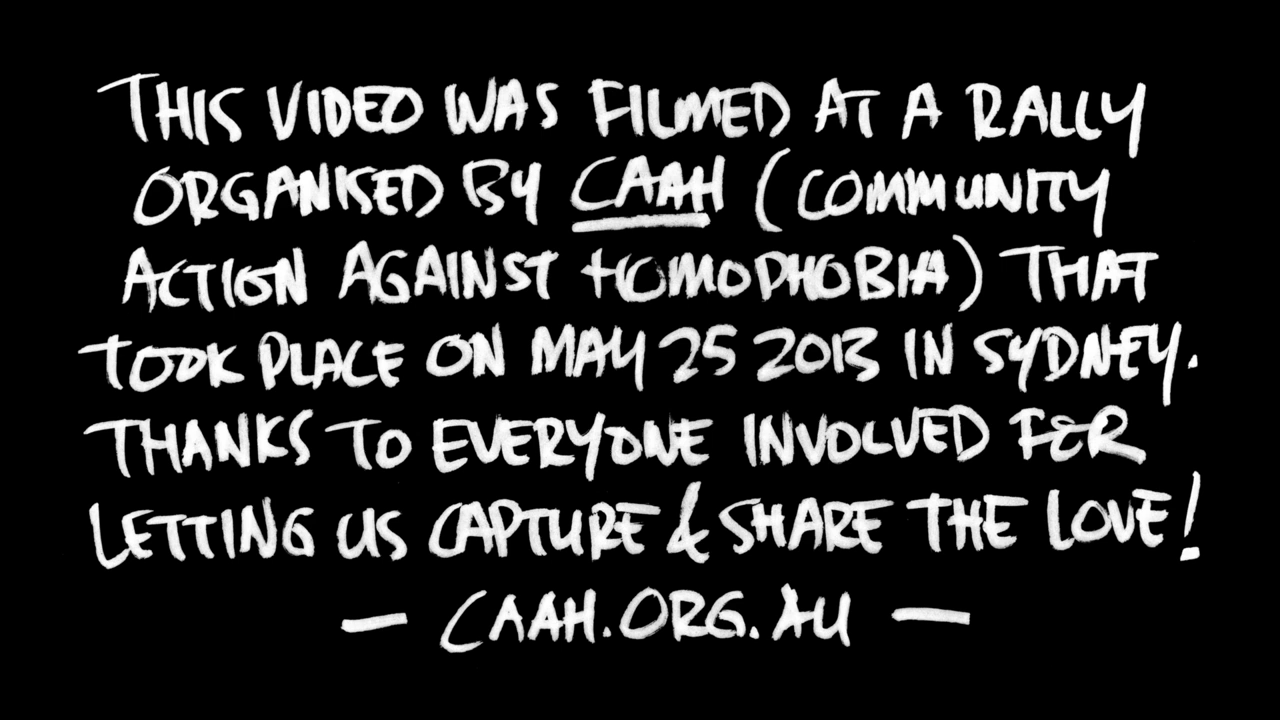 THIS VIDEO WAS FILMED AT A RALLY
ORGANISED BY CAAH (COMMUNITY
ACTION AGAINST HOMOPHOBIA) THAT
TOOK PLACE ON MAY 25 2013 IN SYDNEY.
THANKS TO EVERYONE INVOLVED FOR
LETTING US CAPTURE & SHARE THE LOVE!
— CAAH.ORG.AU —